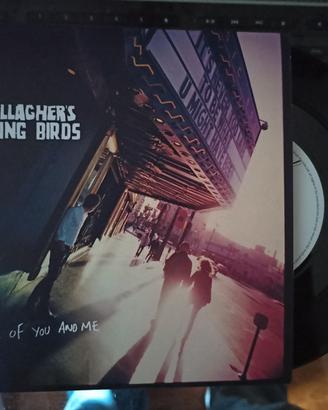 LLAGHER'S
ING BIRDS
OF YOU AND ME